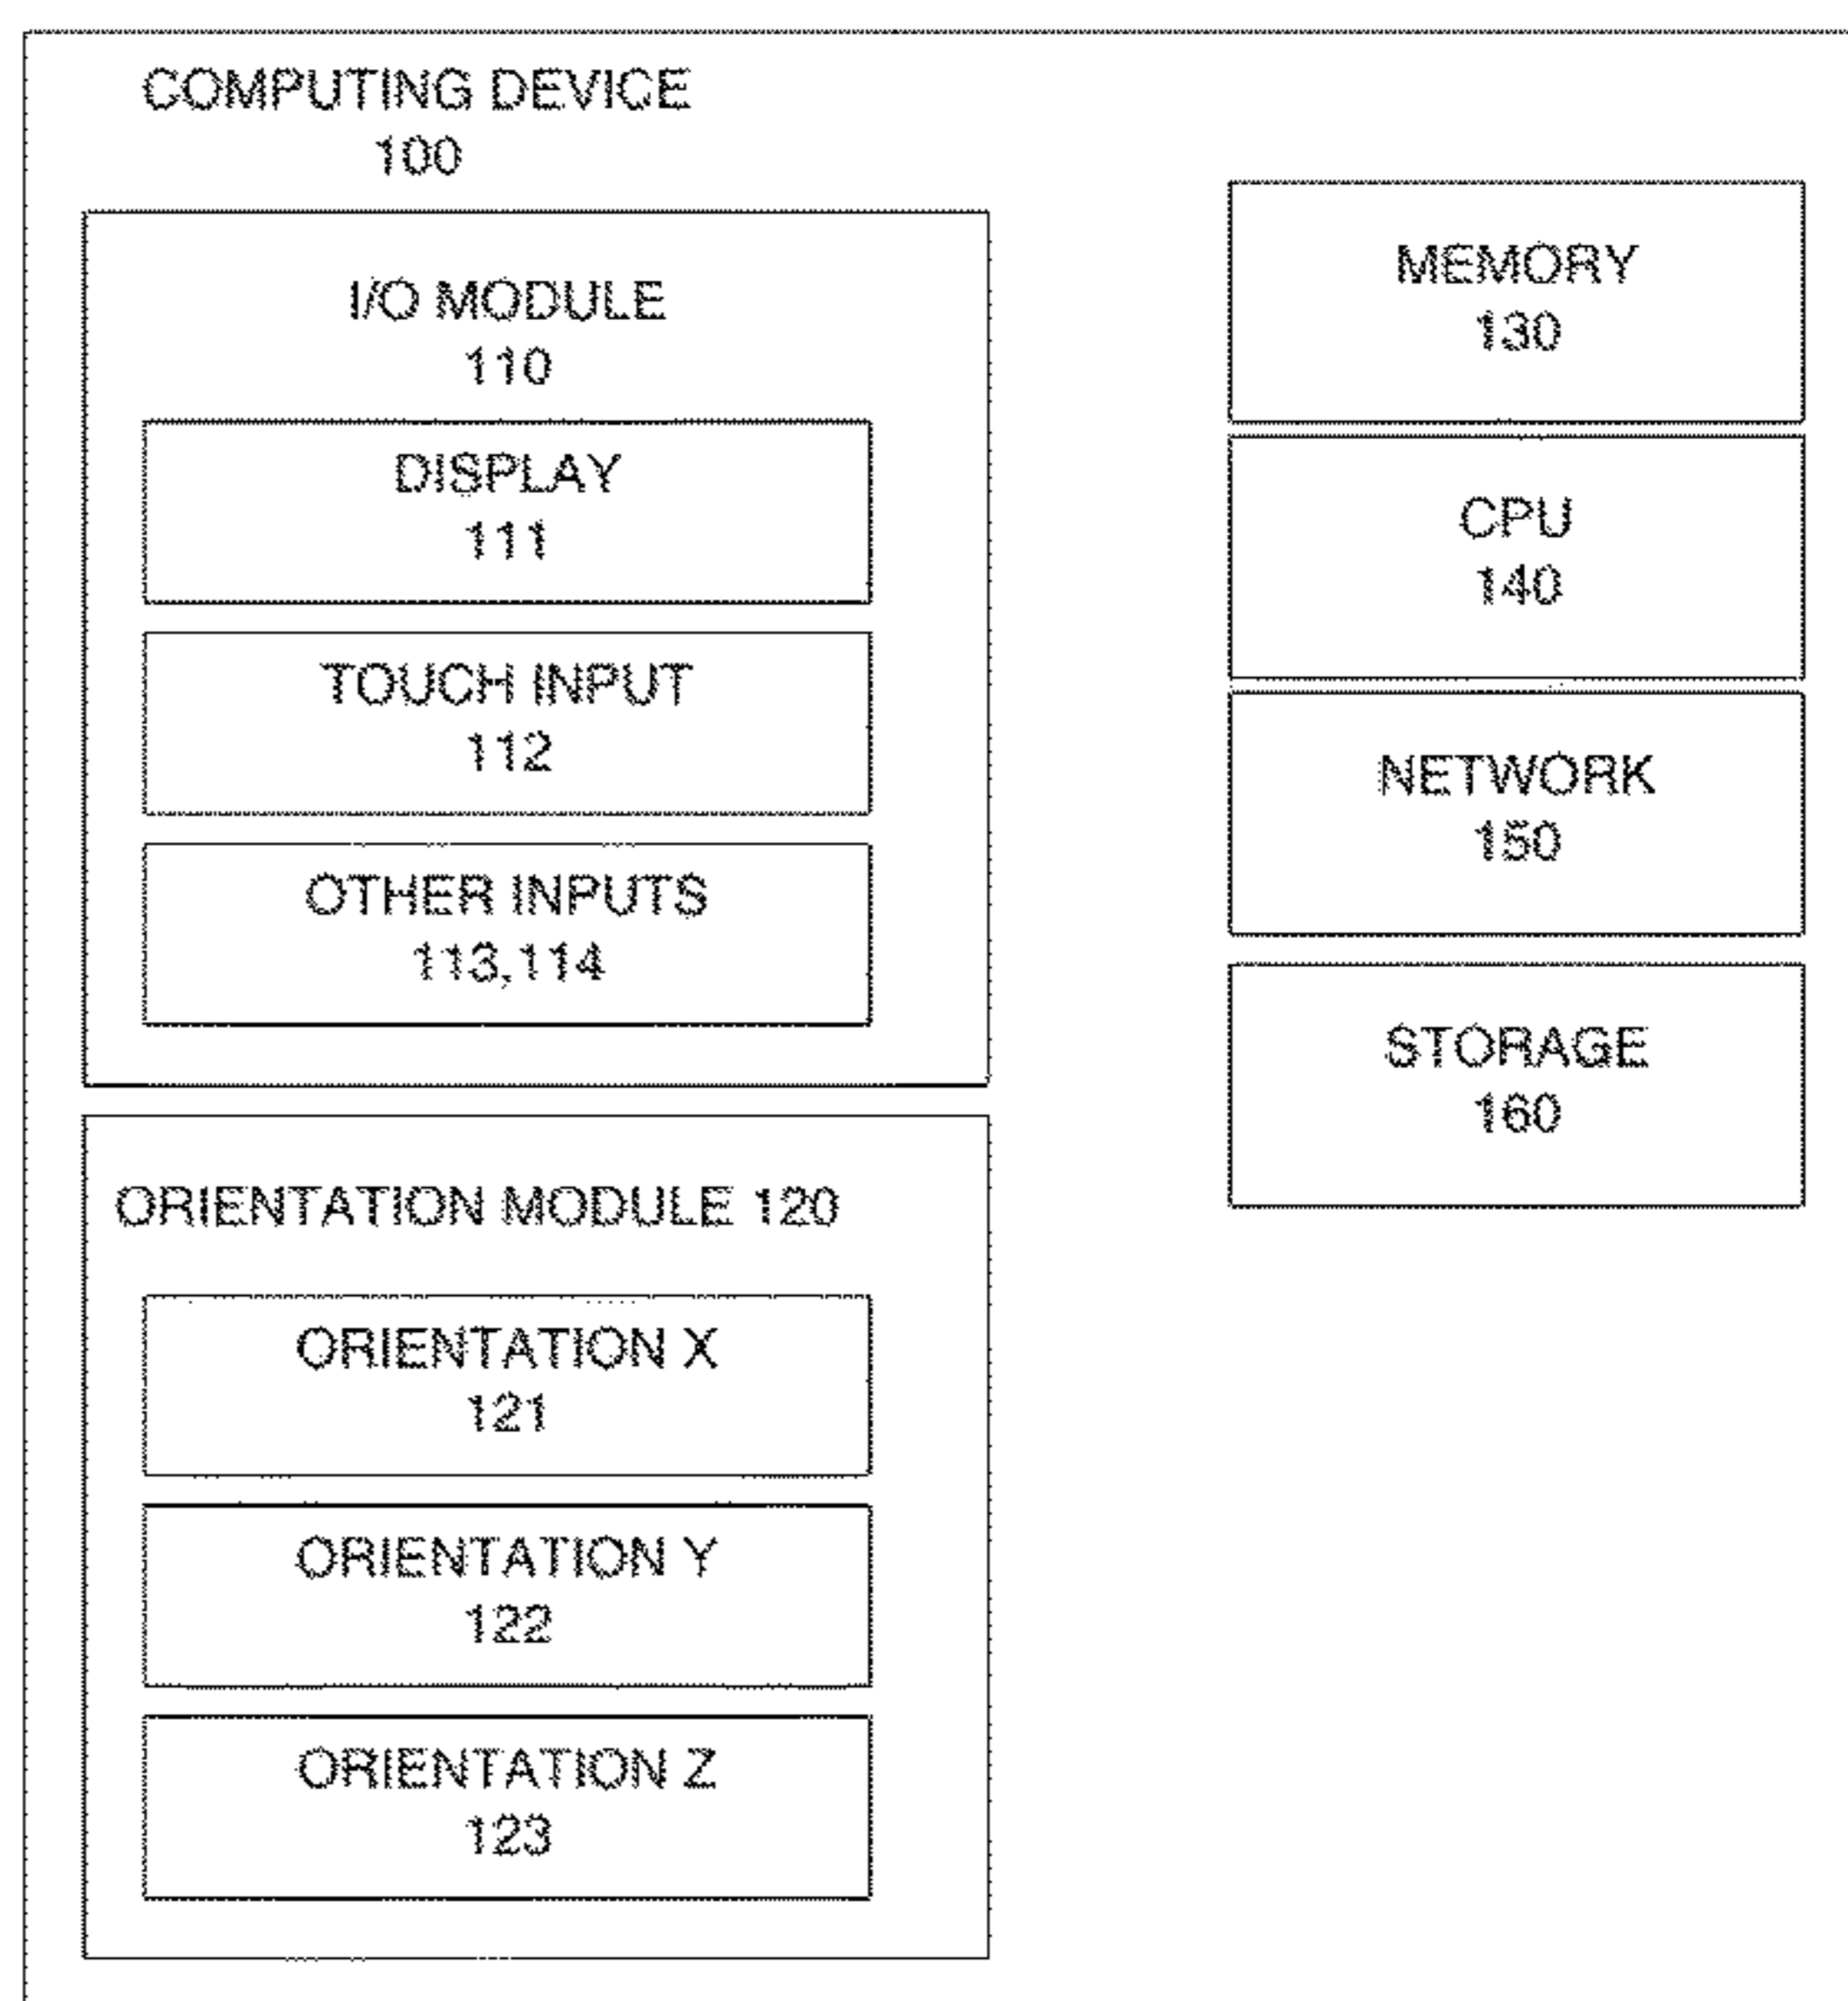 COMPUTING DEVICE
100
I/O MODULE
110
DISPLAY
111
TOUCH INPUT
112
OTHER INPUTS
113,114
ORIENTATION MODULE 120
ORIENTATION X
121
ORIENTATION Y
122
ORIENTATION Z
123
MEMORY
130
CPU
140
NETWORK
150
STORAGE
160